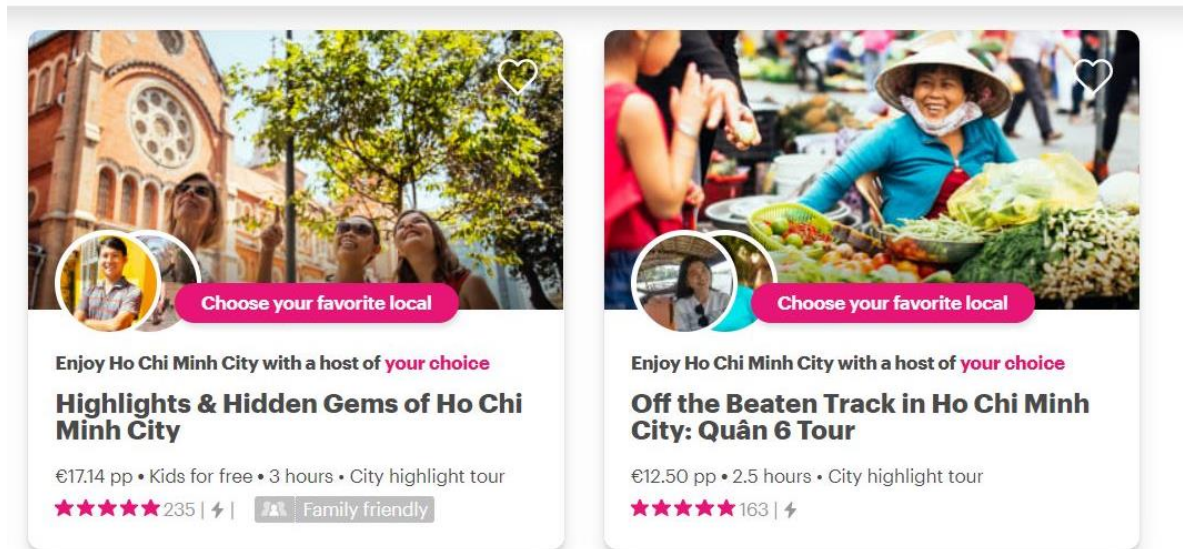 Choose your favorite local
Enjoy Ho Chi Minh City with a host of your choice
Highlights & Hidden Gems of Ho Chi
Minh City
€17.14 pp • Kids for free • 3 hours • City highlight tour
235 | |
Family friendly
Choose your favorite local
Enjoy Ho Chi Minh City with a host of your choice
Off the Beaten Track in Ho Chi Minh
City: Quân 6 Tour
€12.50 pp • 2.5 hours • City highlight tour
163 |